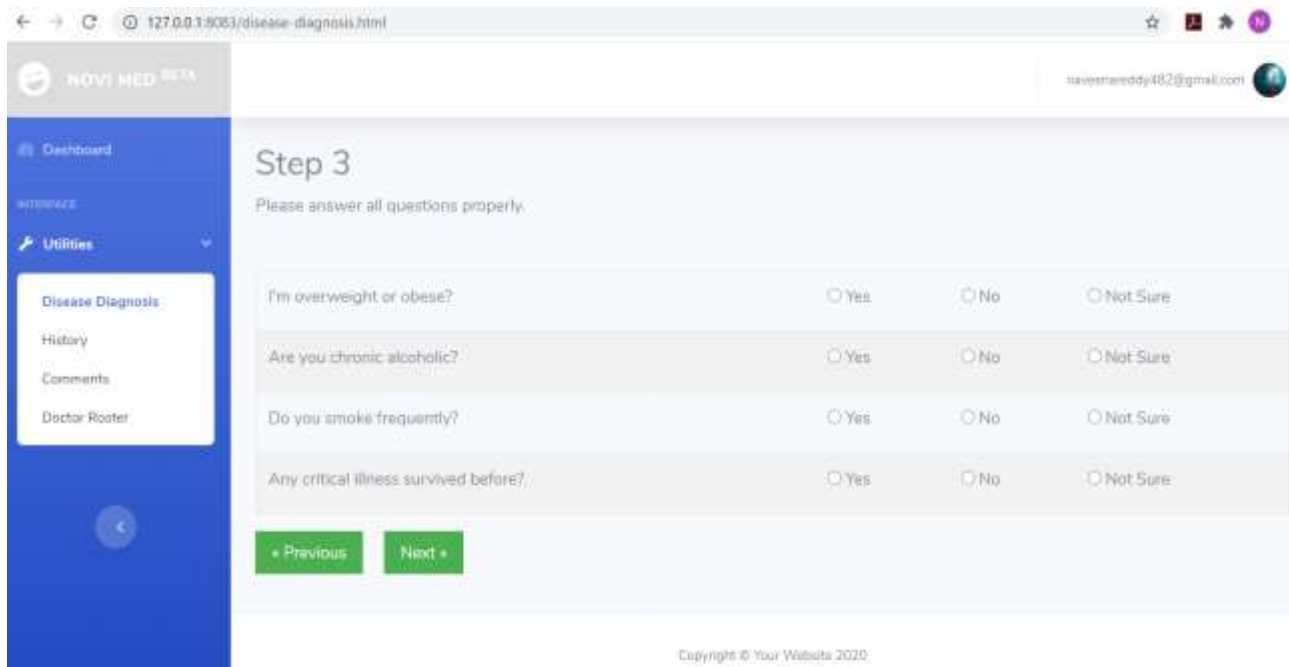 127.0.0.1:8083/disease-diagnosis.html
N
NOVI MED BETA
Dashboard
INTERFACE
Utilities
Disease Diagnosis
History
Comments
Doctor Roster
Step 3
Please answer all questions properly.
I'm overweight or obese? Yes No Not Sure
Are you chronic alcoholic? Yes No Not Sure
Do you smoke frequently? Yes No Not Sure
Any critical illness survived before? Yes No Not Sure
« Previous Next »
Copyright © Your Website 2020